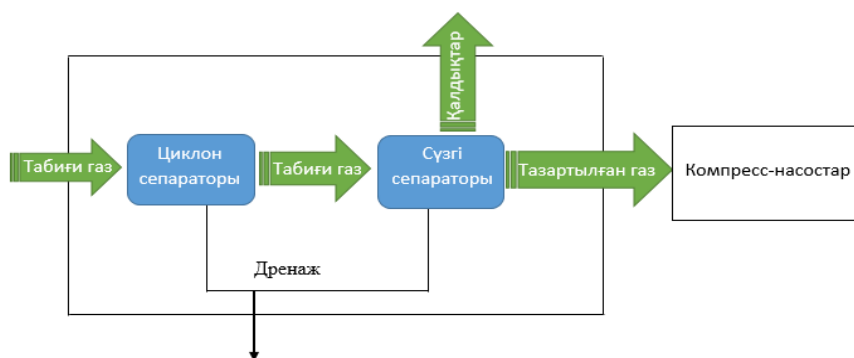 Қалдықтар
Табиғи газ
Циклон
сепараторы
Табиғи газ
Сүзгі
сепараторы
Тазартылған газ
Компресс-насостар
Дренаж